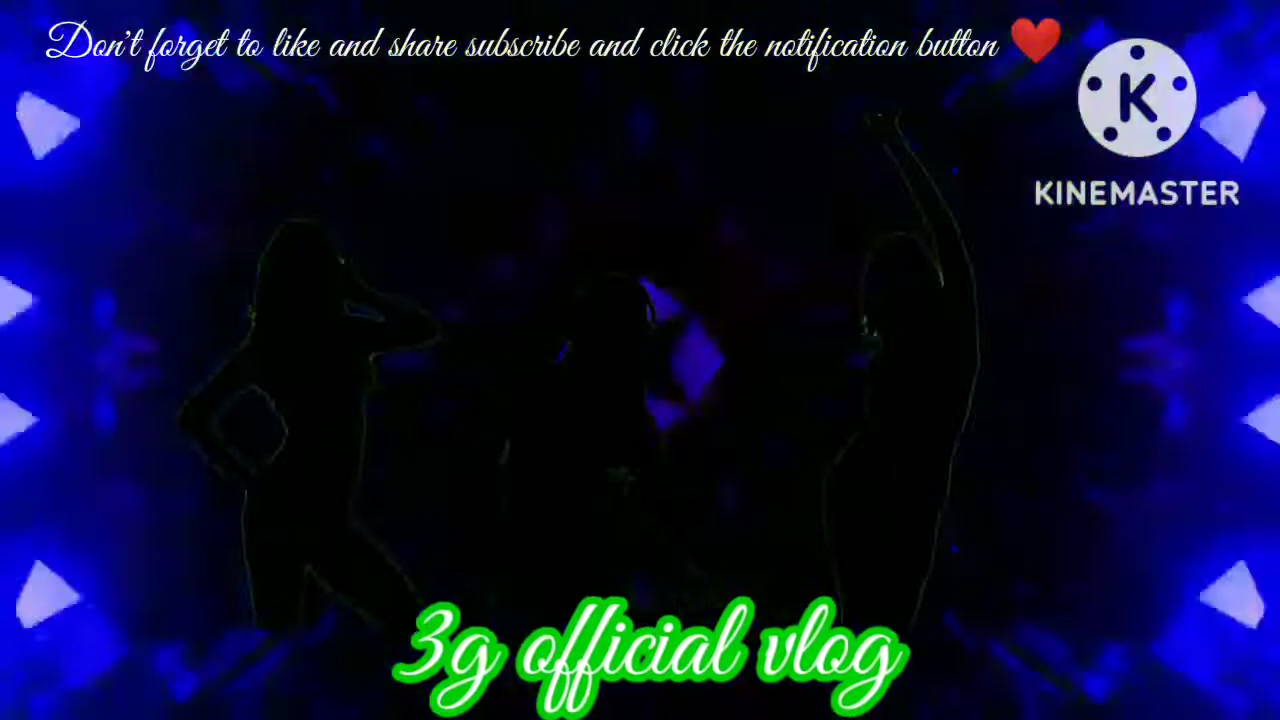 Don't forget to like and share subscribe and click the notification button ❤️
K
KINEMASTER
3g official vlog